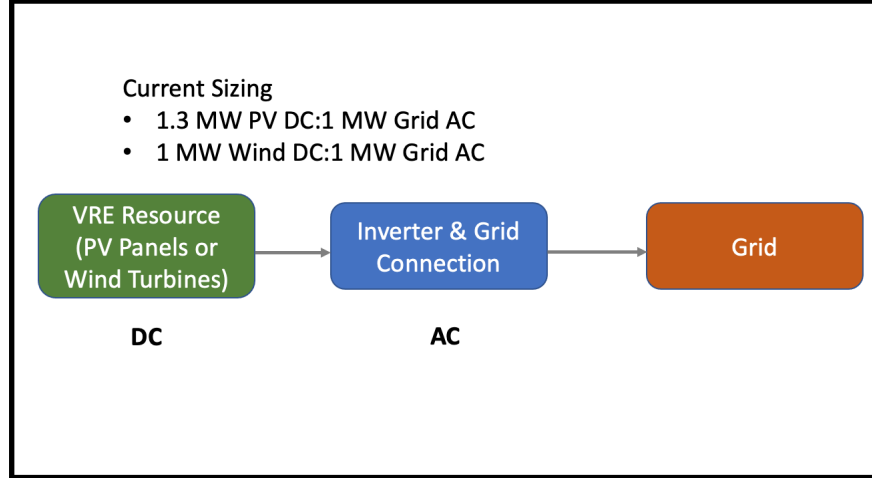 Current Sizing
• 1.3 MW PV DC:1 MW Grid AC
• 1 MW Wind DC:1 MW Grid AC
VRE Resource
(PV Panels or
Wind Turbines)
Inverter & Grid
Connection
Grid
DC
AC